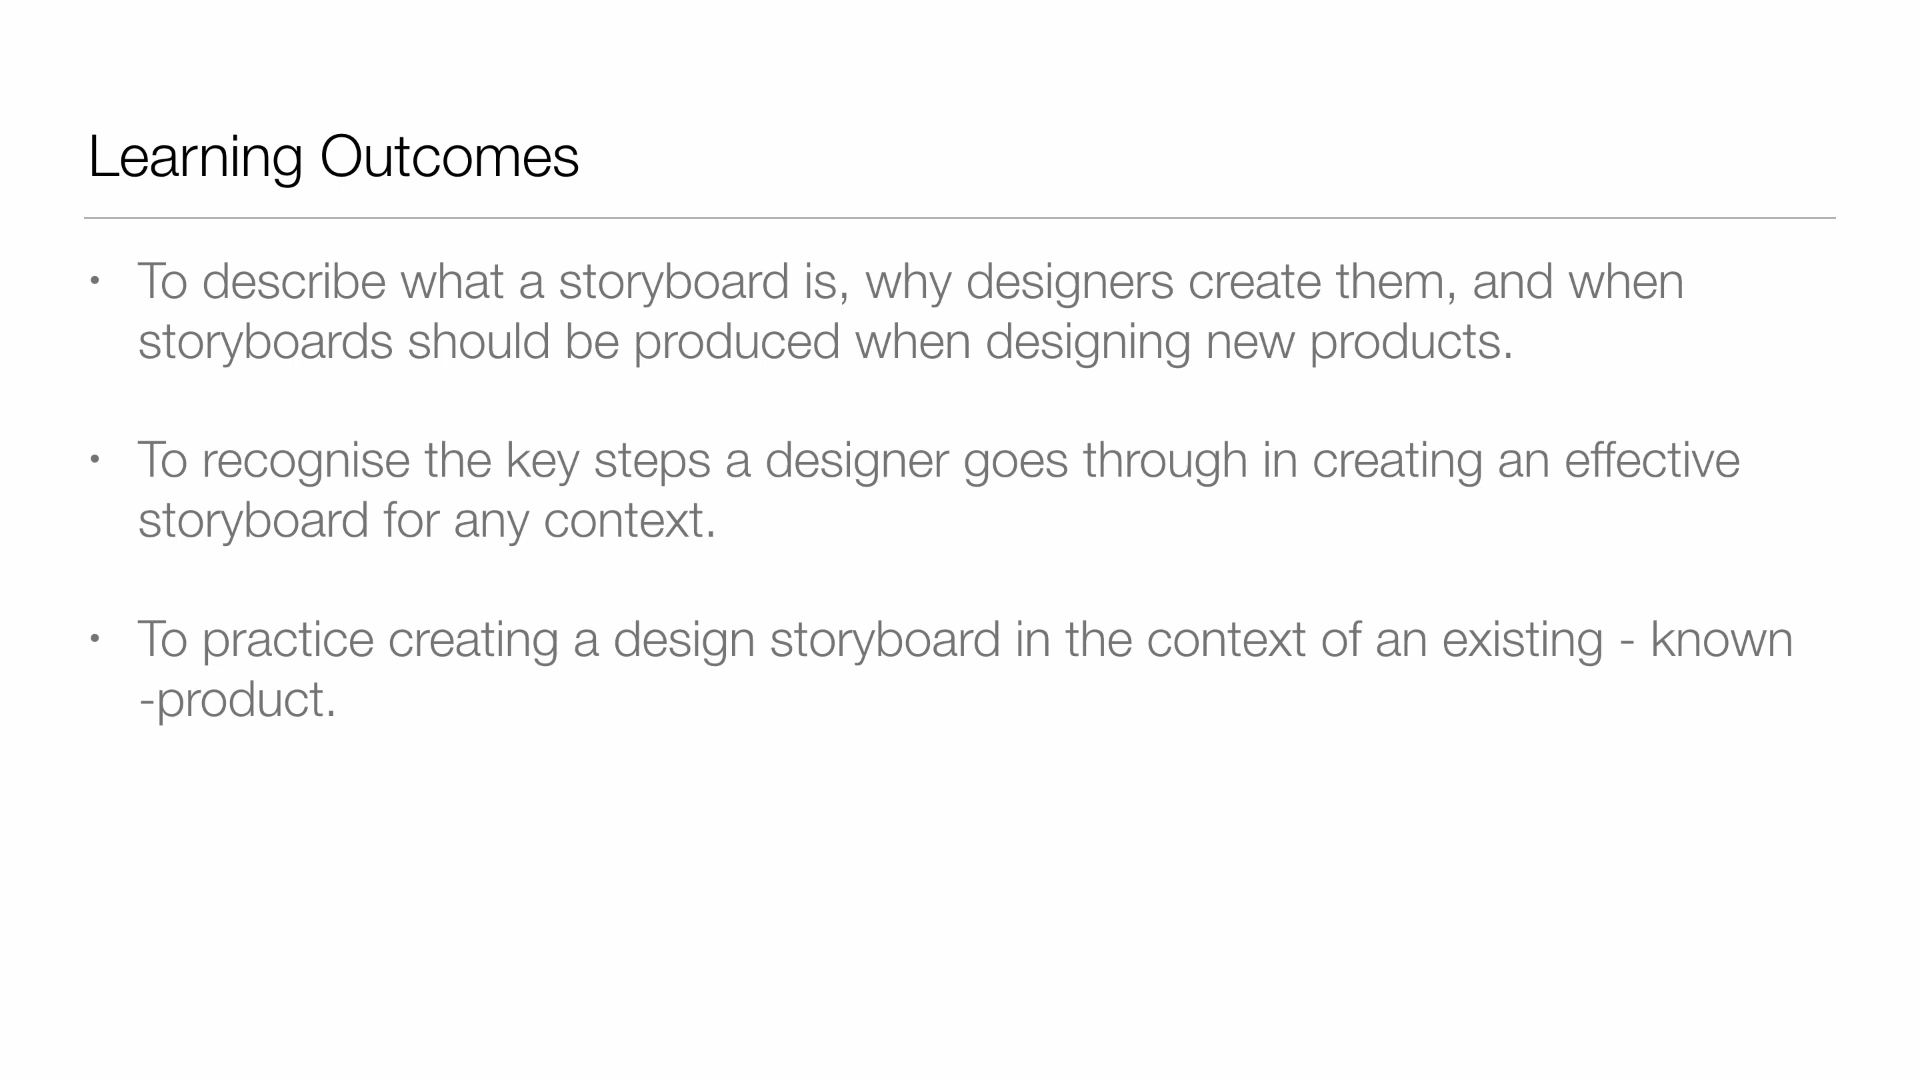 Learning Outcomes
• To describe what a storyboard is, why designers create them, and when
storyboards should be produced when designing new products.
• To recognise the key steps a designer goes through in creating an effective
storyboard for any context.
• To practice creating a design storyboard in the context of an existing - known
-product.